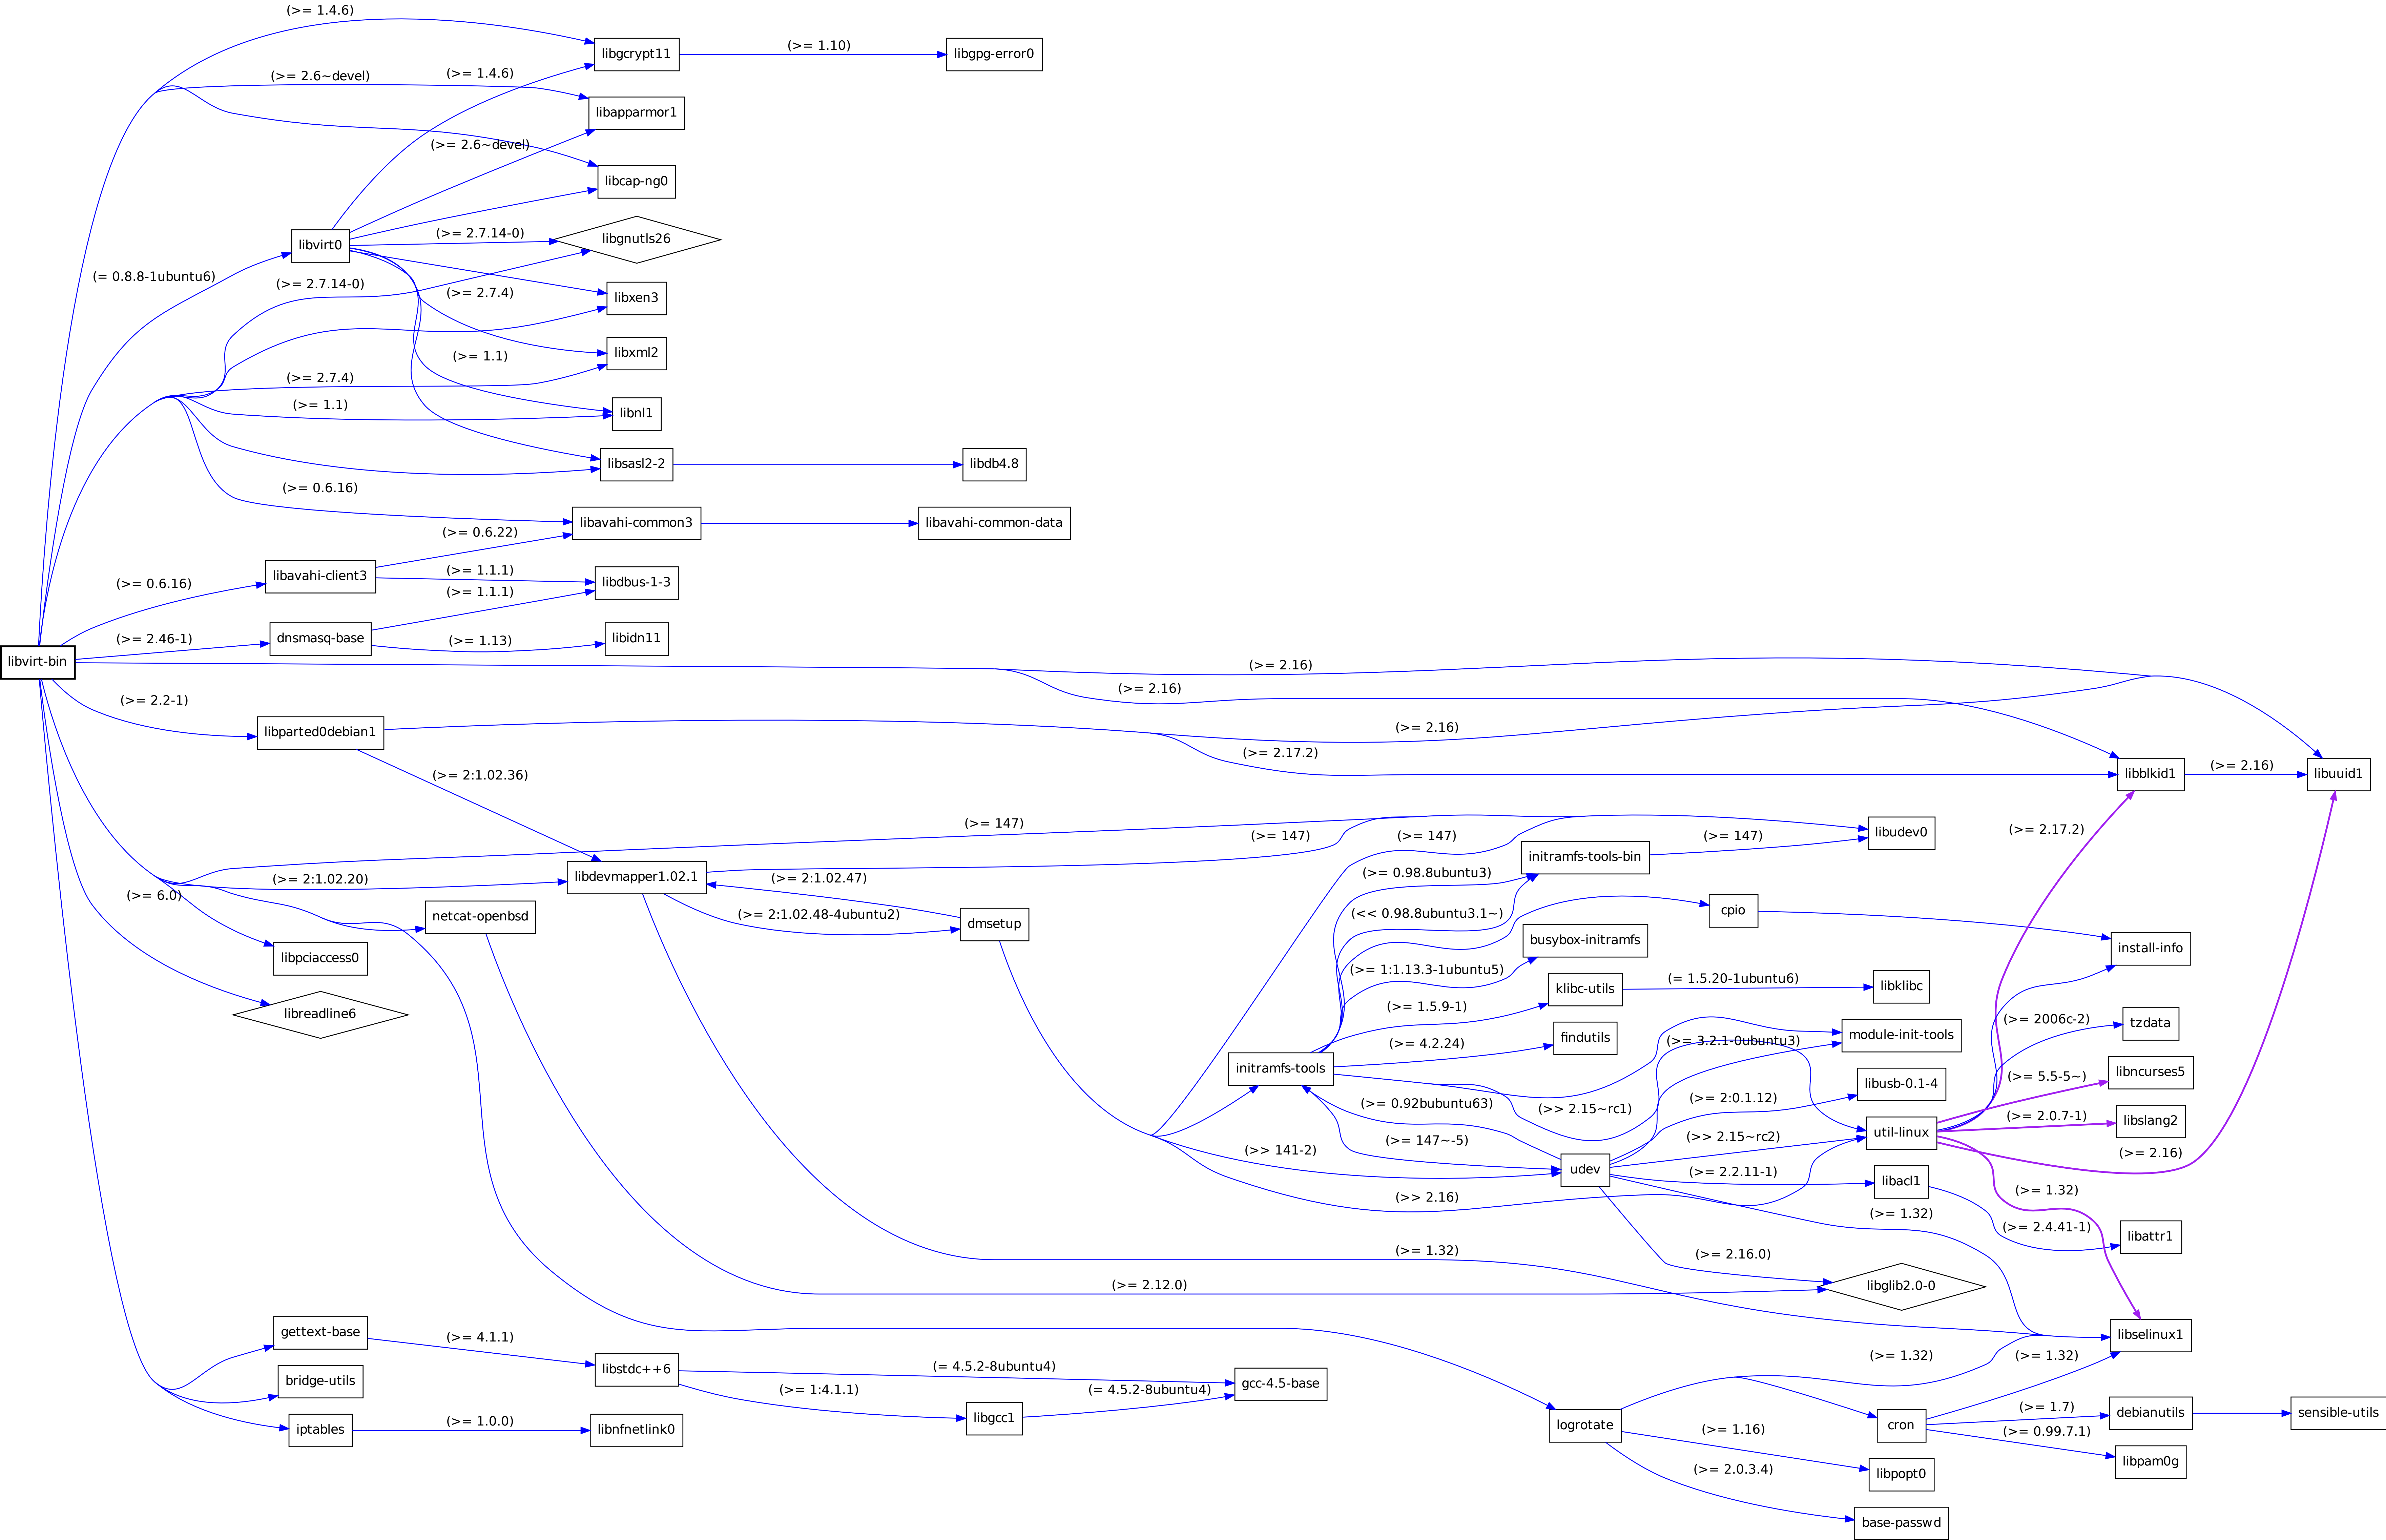 (>= 1.4.6)
libgcrypt11
(>= 1.10)
libgpg-error0
(>= 2.6~devel)
(>= 1.4.6)
libapparmor1
(>= 2.6~devel)
libcap-ng0
libvirt0
(>= 2.7.14-0)
libgnutls26
(= 0.8.8-1ubuntu6)
(>= 2.7.14-0)
(>= 2.7.4)
libxen3
(>= 1.1)
libxml2
(>= 2.7.4)
(>= 1.1)
libnl1
libsasl2-2
libdb4.8
(>= 0.6.16)
(>= 0.6.22)
libavahi-common3
libavahi-common-data
(>= 0.6.16)
libavahi-client3
(>= 1.1.1)
libdbus-1-3
(>= 1.1.1)
(>= 2.46-1)
dnsmasq-base
(>= 1.13)
libidn11
libvirt-bin
(>= 2.16)
(>= 2.16)
(>= 2.2-1)
libparted0debian1
(>= 2.16)
(>= 2.17.2)
(>= 2:1.02.36)
libblkid1
(>= 2.16)
libuuid1
(>= 147)
(>= 147)
(>= 147)
(>= 147)
libudev0
(>= 2.17.2)
initramfs-tools-bin
(>= 2:1.02.20)
libdevmapper1.02.1
(>= 2:1.02.47)
(>= 0.98.8ubuntu3)
(>= 6.0)
netcat-openbsd
(>= 2:1.02.48-4ubuntu2)
dmsetup
(<< 0.98.8ubuntu3.1~)
cpio
busybox-initramfs
install-info
libpciaccess0
(>= 1:1.13.3-1ubuntu5)
klibc-utils
(= 1.5.20-1ubuntu6)
libklibc
libreadline6
(>= 1.5.9-1)
(>= 2006c-2)
tzdata
(>= 4.2.24)
findutils
(>= 3.2.1-0ubuntu3)
module-init-tools
initramfs-tools
(>= 5.5-5~)
libncurses5
libusb-0.1-4
(>= 0.92bubuntu63)
(>> 2.15~rc1)
(>= 2:0.1.12)
(>= 2.0.7-1)
libslang2
(>= 147~-5)
(>> 2.15~rc2)
util-linux
(>> 141-2)
(>= 2.16)
udev
(>= 2.2.11-1)
libacl1
(>> 2.16)
(>= 1.32)
(>= 1.32)
(>= 2.4.41-1)
libattr1
(>= 1.32)
(>= 2.16.0)
(>= 2.12.0)
libglib2.0-0
gettext-base
(>= 4.1.1)
libselinux1
(>= 1.32)
(>= 1.32)
libstdc++6
(= 4.5.2-8ubuntu4)
gcc-4.5-base
bridge-utils
(>= 1:4.1.1)
(= 4.5.2-8ubuntu4)
libgcc1
iptables
(>= 1.0.0)
libnfnetlink0
logrotate
(>= 1.16)
cron
(>= 1.7)
debianutils
sensible-utils
(>= 0.99.7.1)
libpam0g
(>= 2.0.3.4)
libpopt0
base-passwd